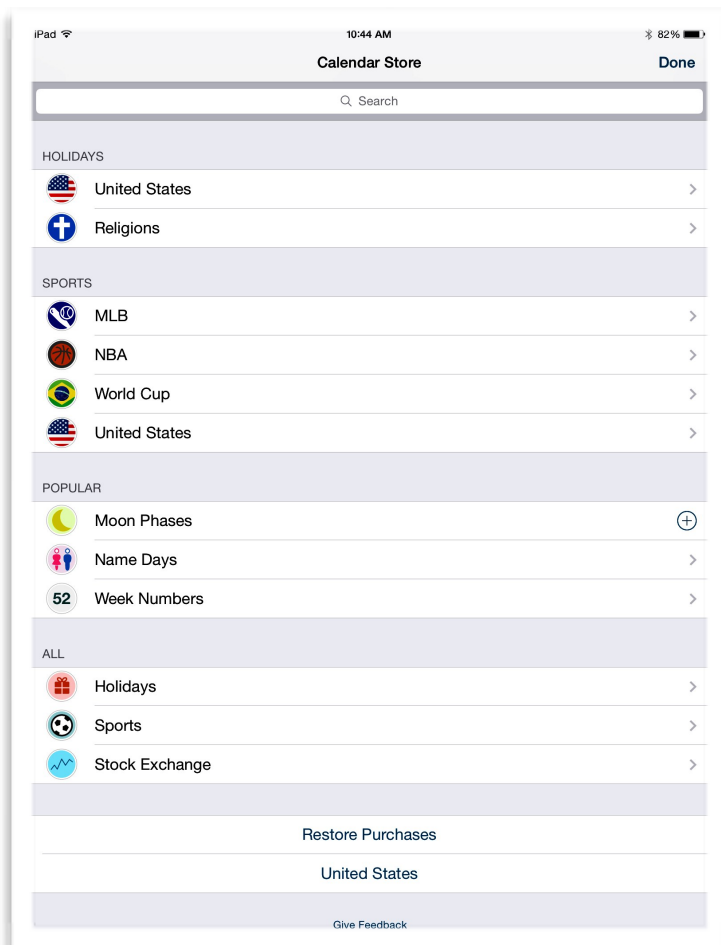 iPad 10:44 AM 82%
Calendar Store Done
Search
HOLIDAYS
United States
Religions
SPORTS
MLB
NBA
World Cup
United States
POPULAR
Moon Phases
Name Days
52 Week Numbers
ALL
Holidays
Sports
Stock Exchange
Restore Purchases
United States
Give Feedback